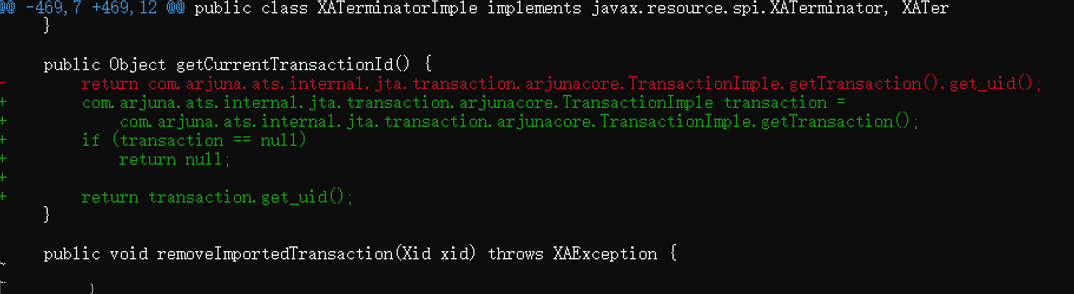 @@ -469,7 +469,12 @@ public class XATerminatorImple implements javax.resource.spi.XATerminator, XATer
     }

     public Object getCurrentTransactionId() {
-        return com.arjuna.ats.internal.jta.transaction.arjunacore.TransactionImple.getTransaction().get_uid();
+        com.arjuna.ats.internal.jta.transaction.arjunacore.TransactionImple transaction =
+            com.arjuna.ats.internal.jta.transaction.arjunacore.TransactionImple.getTransaction();
+        if (transaction == null)
+            return null;
+
+        return transaction.get_uid();
     }

     public void removeImportedTransaction(Xid xid) throws XAException {